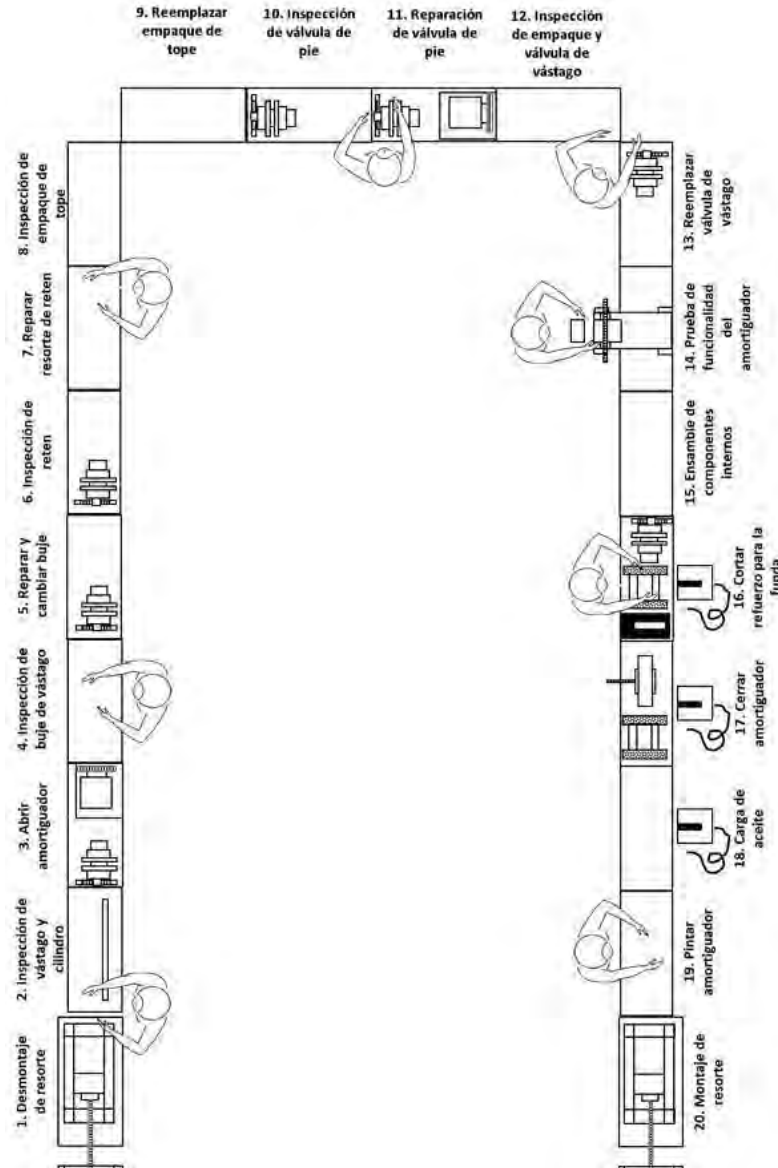 9. Reemplazar
empaque de
tope
10. Inspección
de válvula de
pie
11. Reparación
de válvula de
pie
12. Inspección
de empaque y
válvula de
vástago
8. Inspección de
empaque de
tope
7. Reparar
resorte de reten
6. Inspección de
reten
5. Reparar y
cambiar buje
4. Inspección de
buje de vástago
3. Abrir
amortiguador
2. Inspección de
vástago y
cilindro
1. Desmontaje
de resorte
13. Reemplazar
válvula de
vástago
14. Prueba de
funcionalidad
del
amortiguador
15. Ensamble de
componentes
internos
16. Cortar
refuerzo para la
funda
17. Cerrar
amortiguador
18. Carga de
aceite
19. Pintar
amortiguador
20. Montaje de
resorte